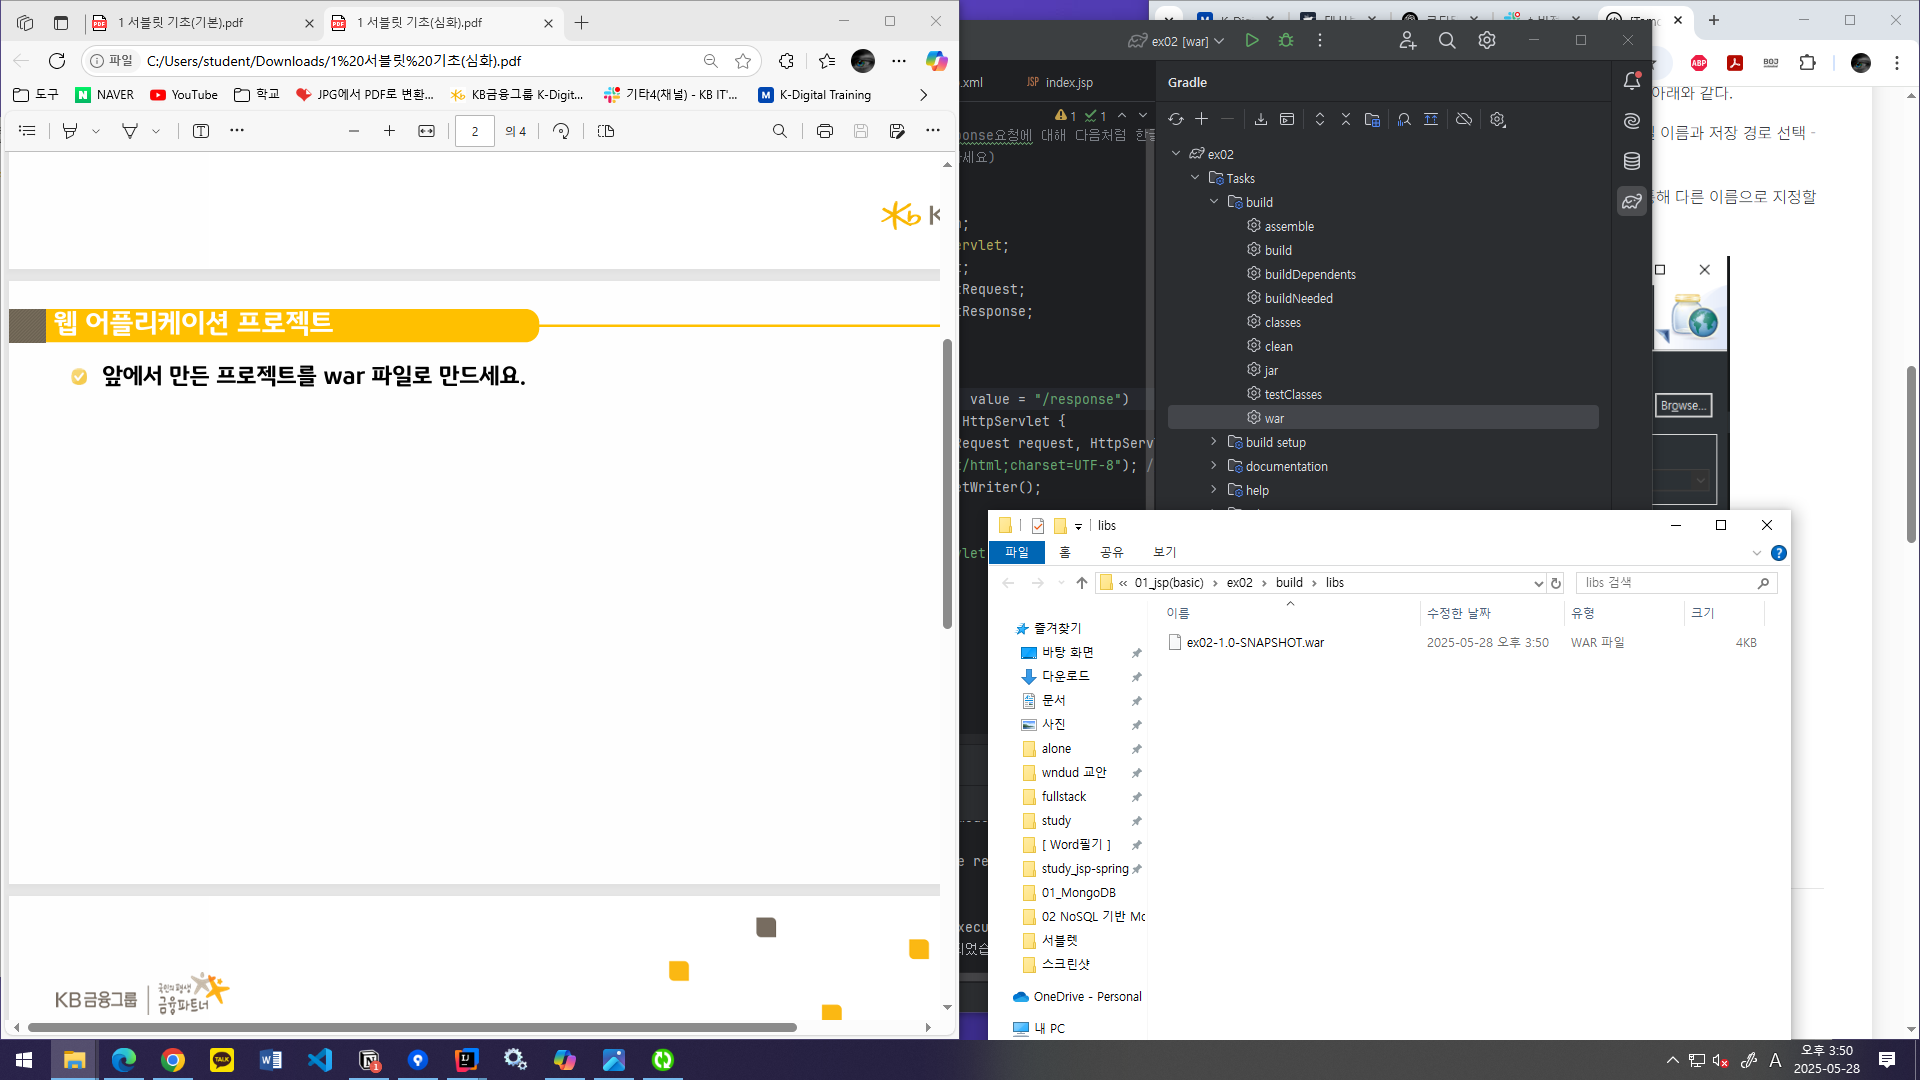 1 서블릿 기초(기본).pdf
1 서블릿 기초(심화).pdf
파일
C:/Users/student/Downloads/1%20서블릿%20기초(심화).pdf
도구
NAVER
YouTube
학교
JPG에서 PDF로 변환...
KB금융그룹 K-Digit...
기타4(채널) - KB IT'...
K-Digital Training
2
의 4
웹 어플리케이션 프로젝트
앞에서 만든 프로젝트를 war 파일로 만드세요.
KB금융그룹
국민의 평생
금융파트너
ex02 [war]
.xml
index.jsp
Gradle
1
1
ponse요청에 대해 다음처럼 한글
세요)
ervlet;
tRequest;
tResponse;
value = "/response")
HttpServlet {
Request request, HttpServ
t/html;charset=UTF-8"); /
etWriter();
vlet
e re
xecu
되었습
ex02
Tasks
build
assemble
build
buildDependents
buildNeeded
classes
clean
jar
testClasses
war
build setup
documentation
help
아래와 같다.
이름과 저장 경로 선택 -
통해 다른 이름으로 지정할
Browse...
libs
파일
홈
공유
보기
01_jsp(basic) › ex02 › build › libs
libs 검색
이름
수정한 날짜
유형
크기
ex02-1.0-SNAPSHOT.war
2025-05-28 오후 3:50
WAR 파일
4KB
즐겨찾기
바탕 화면
다운로드
문서
사진
alone
wndud 교안
fullstack
study
[ Word필기 ]
study_jsp-spring
01_MongoDB
02 NoSQL 기반 Mo
서블렛
스크린샷
OneDrive - Personal
내 PC
A
오후 3:50
2025-05-28